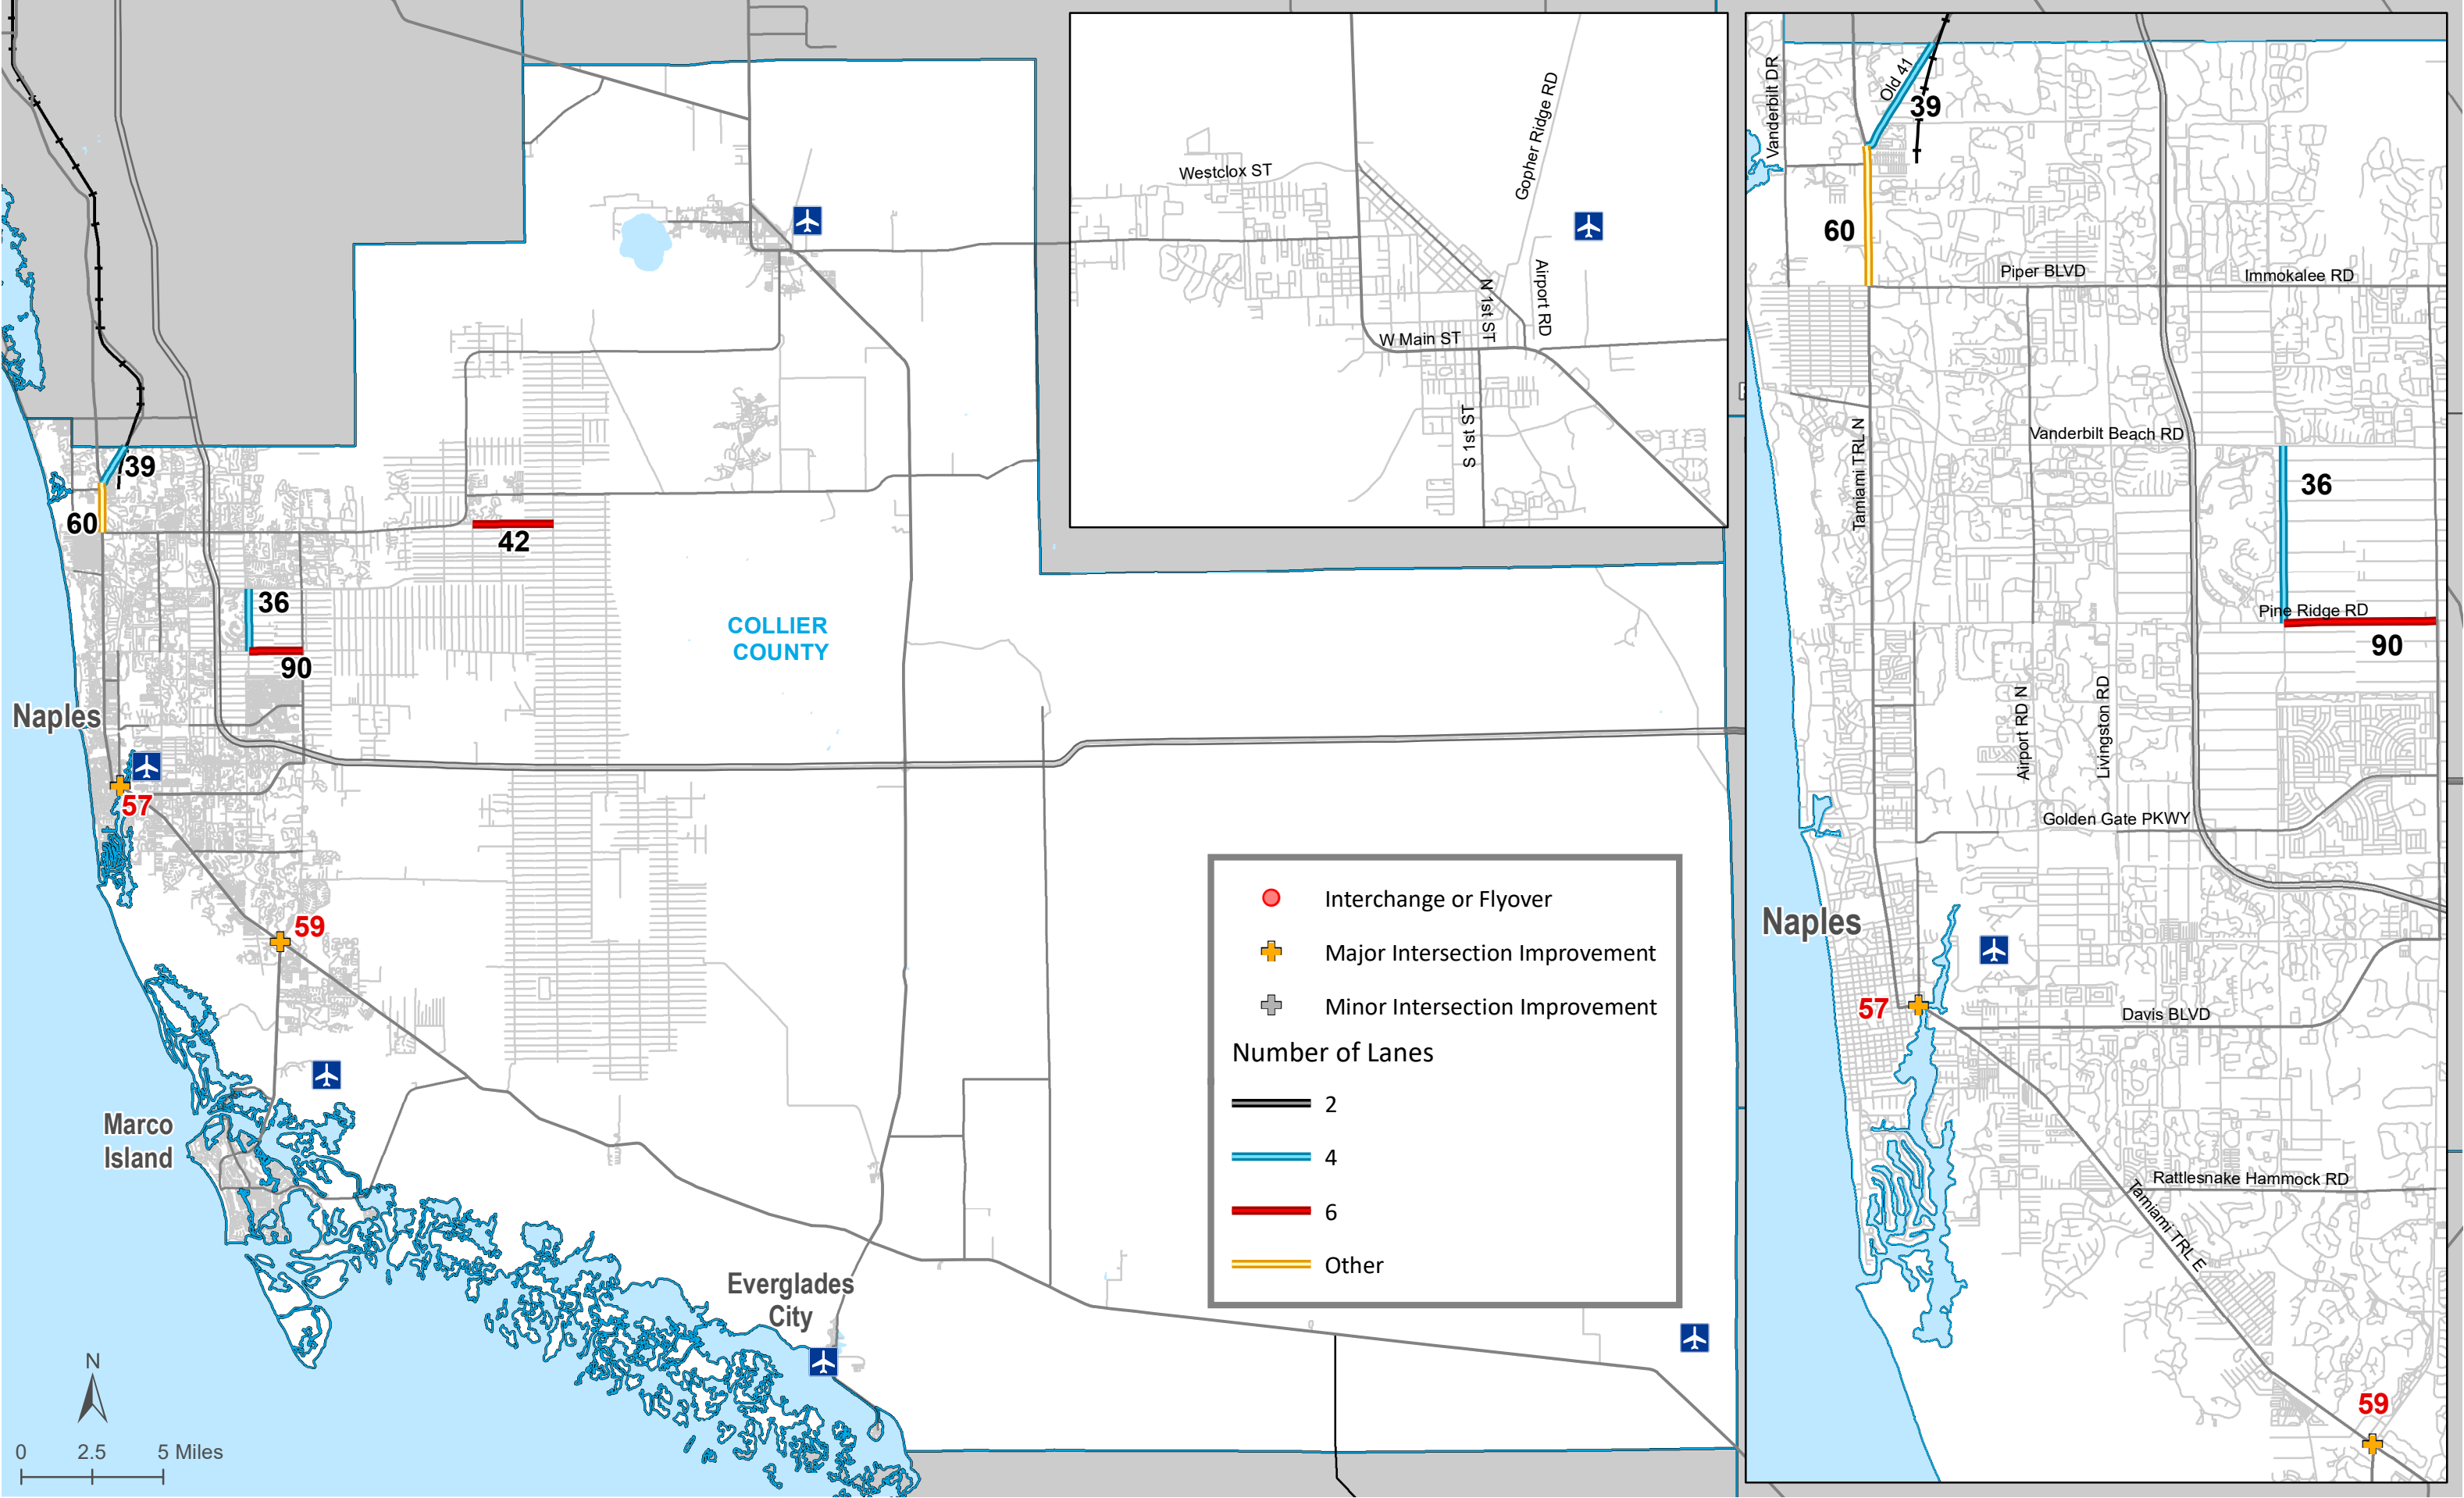 39
60
42
36
90
COLLIER
COUNTY
Naples
57
59
Marco
Island
Everglades
City
N
0 2.5 5 Miles
Westclox ST
Gopher Ridge RD
Airport RD
N 1st ST
W Main ST
S 1st ST
Interchange or Flyover
Major Intersection Improvement
Minor Intersection Improvement
Number of Lanes
2
4
6
Other
Vanderbilt DR
Old 41
39
60
Piper BLVD
Immokalee RD
Tamiami TRL N
Vanderbilt Beach RD
36
Pine Ridge RD
90
Airport RD N
Livingston RD
Golden Gate PKWY
Naples
57
Davis BLVD
Rattlesnake Hammock RD
Tamiami TRL E
59